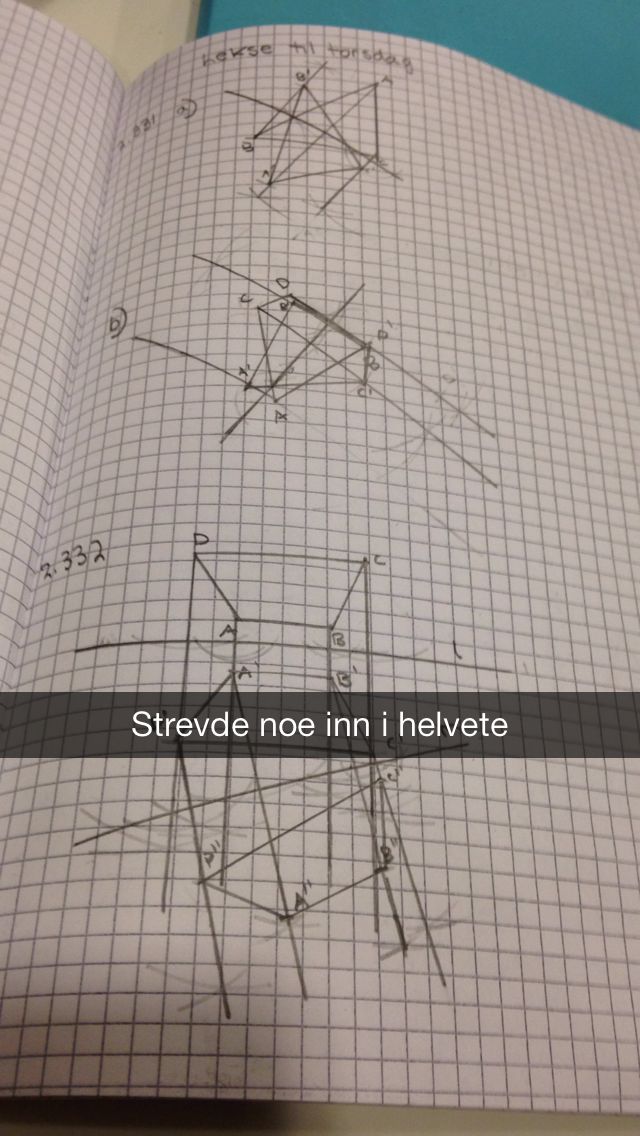 Lekse til torsdag
2.331 a)
B' A
B
b)
D
C
D'
A'
C'
A
2.332
D C
A B
l
A' B'
Strevde noe inn i helvete
C'
C''
D'' B''
A''